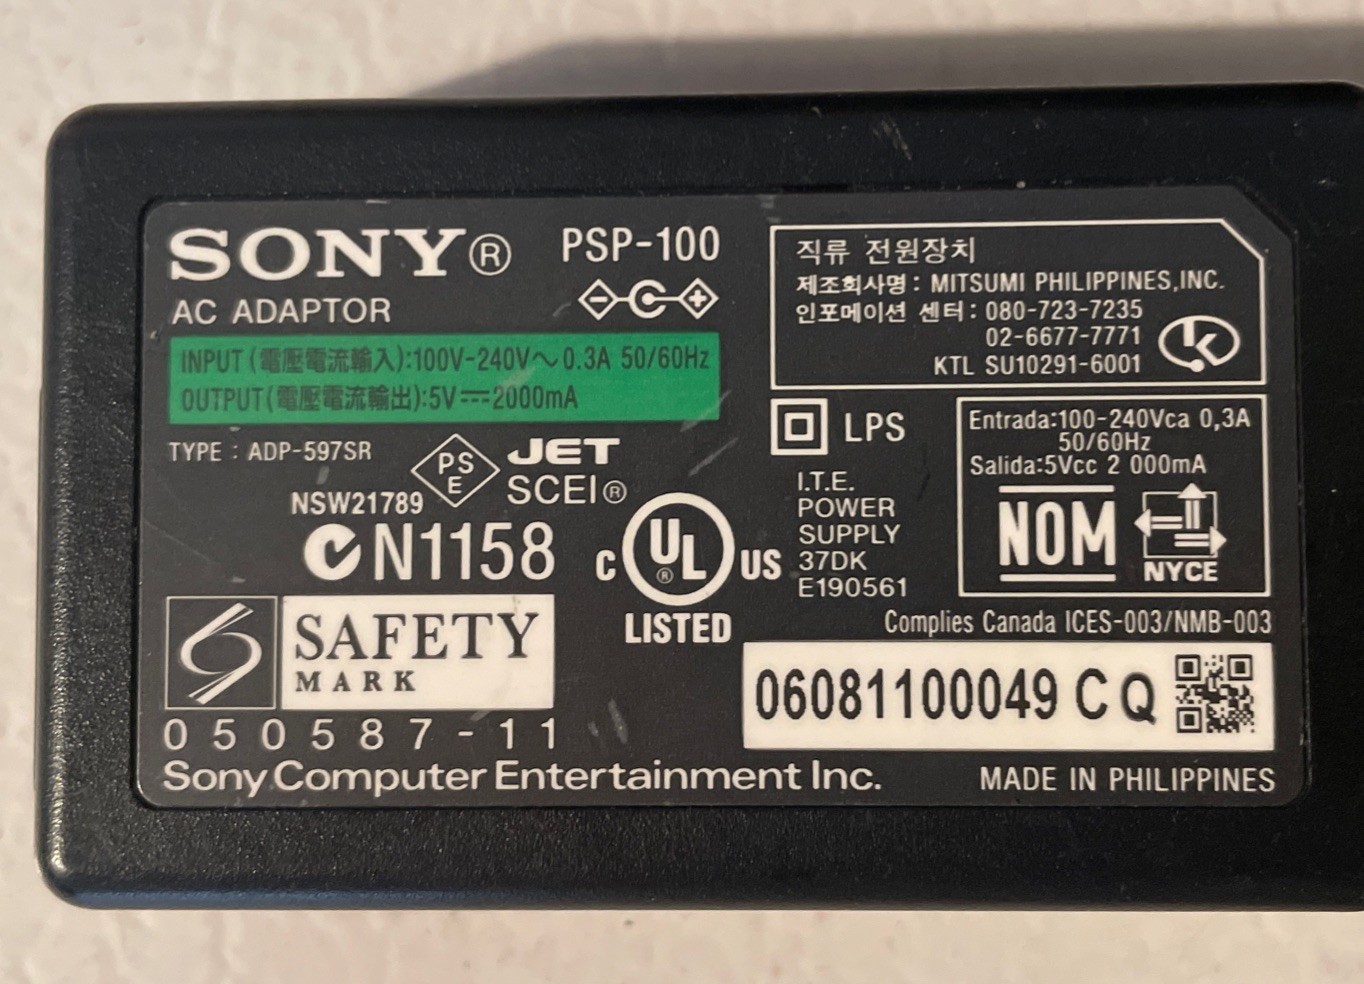 SONY® PSP-100
AC ADAPTOR
INPUT (電壓電流輸入):100V-240V～0.3A 50/60Hz
OUTPUT(電壓電流輸出):5V⎓2000mA
TYPE : ADP-597SR
PS
E
JET
SCEI®
NSW21789
N1158
C UL® US
LISTED
SAFETY
MARK
050587-11
Sony Computer Entertainment Inc.
직류 전원장치
제조회사명 : MITSUMI PHILIPPINES,INC.
인포메이션 센터 : 080-723-7235
02-6677-7771
KTL SU10291-6001
LPS
I.T.E.
POWER
SUPPLY
37DK
E190561
Entrada:100-240Vca 0,3A
50/60Hz
Salida:5Vcc 2 000mA
NOM
NYCE
Complies Canada ICES-003/NMB-003
06081100049 C Q
MADE IN PHILIPPINES